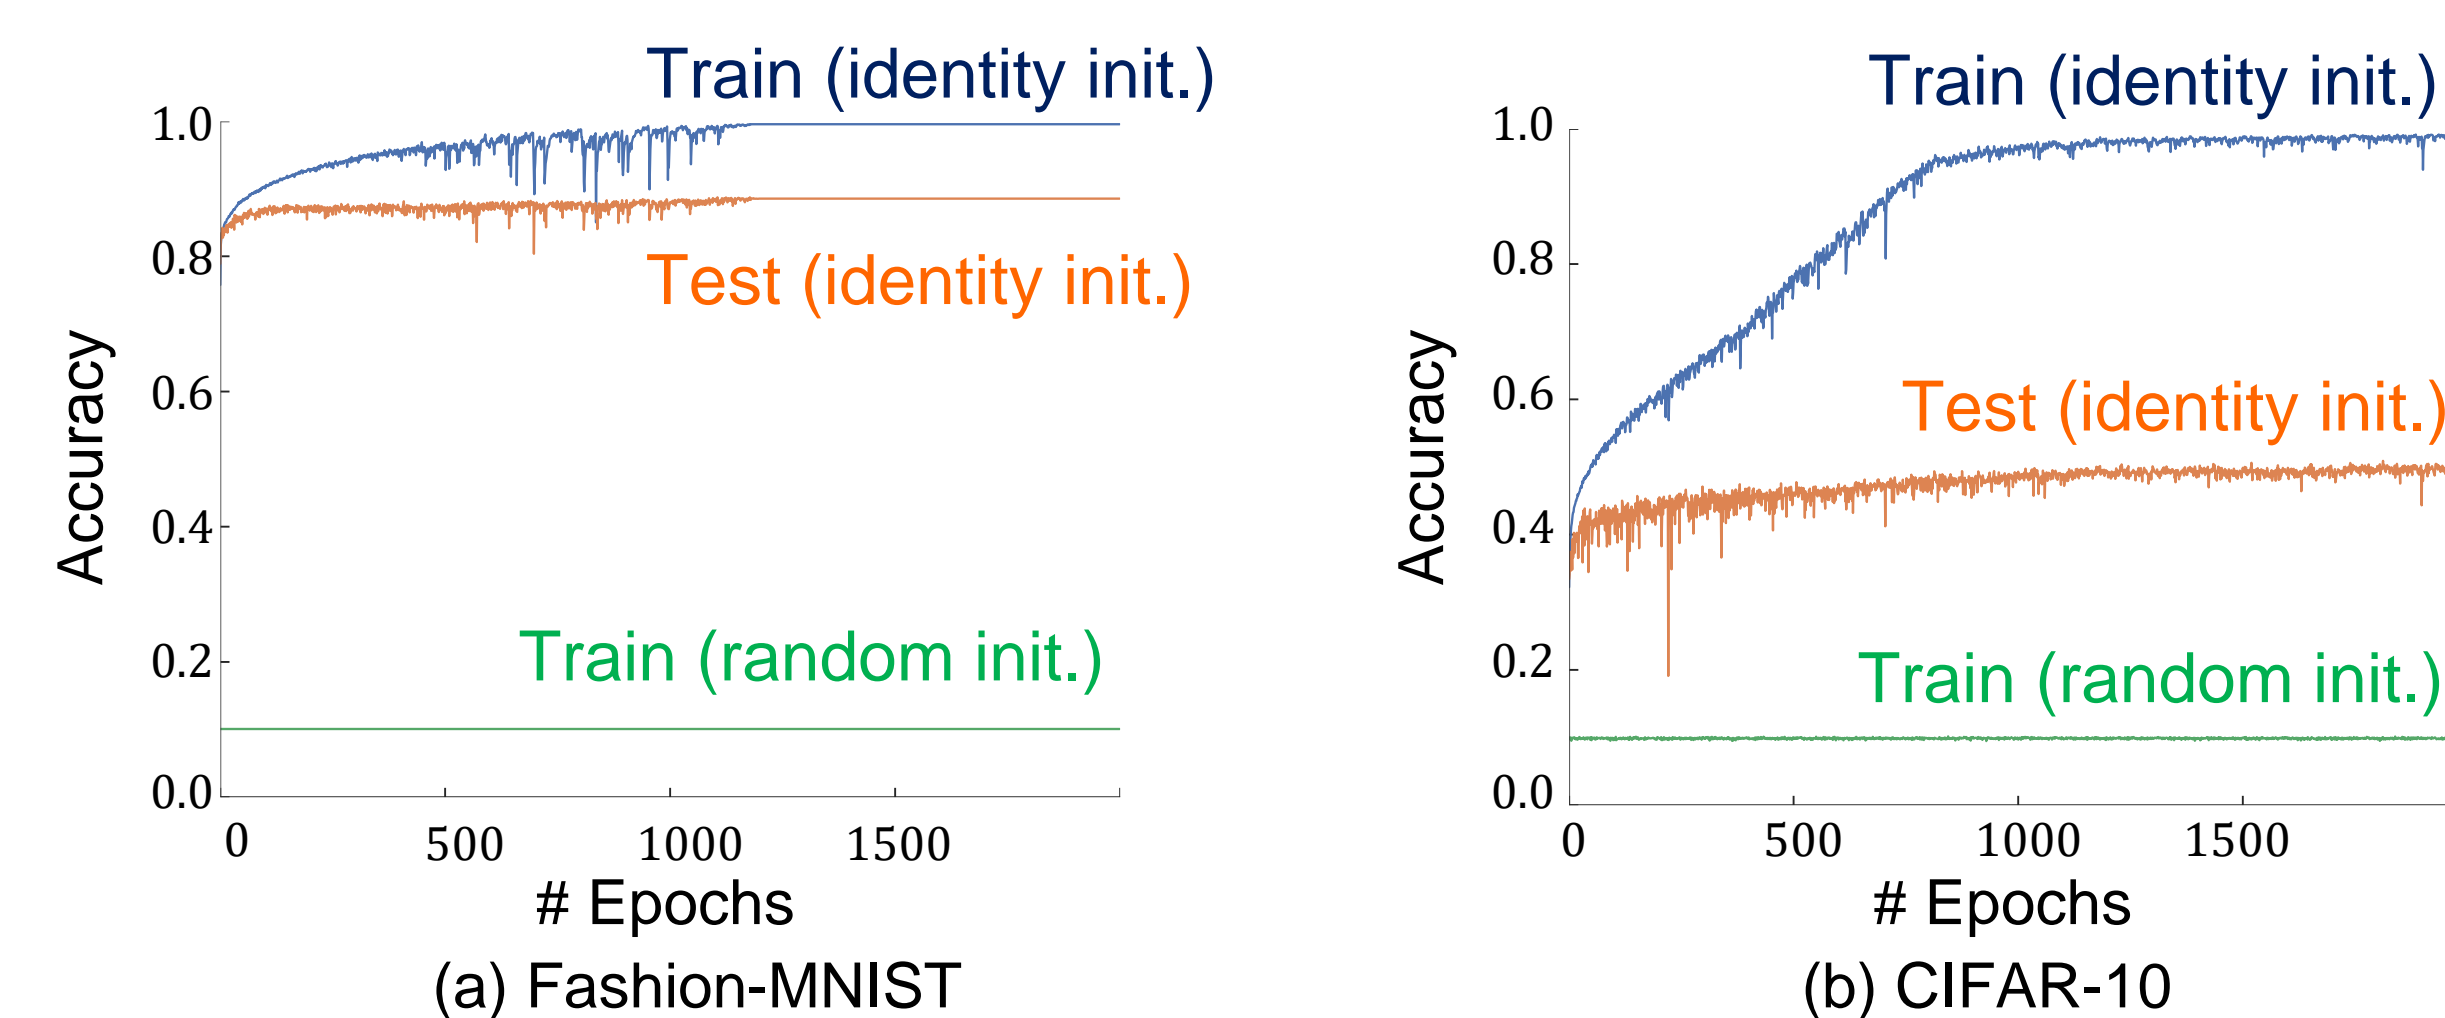 Train (identity init.)
1.0
0.8
Test (identity init.)
0.6
Accuracy
0.4
0.2
Train (random init.)
0.0
0 500 1000 1500
# Epochs
(a) Fashion-MNIST
Train (identity init.)
1.0
0.8
0.6
Test (identity init.)
Accuracy
0.4
0.2
Train (random init.)
0.0
0 500 1000 1500
# Epochs
(b) CIFAR-10